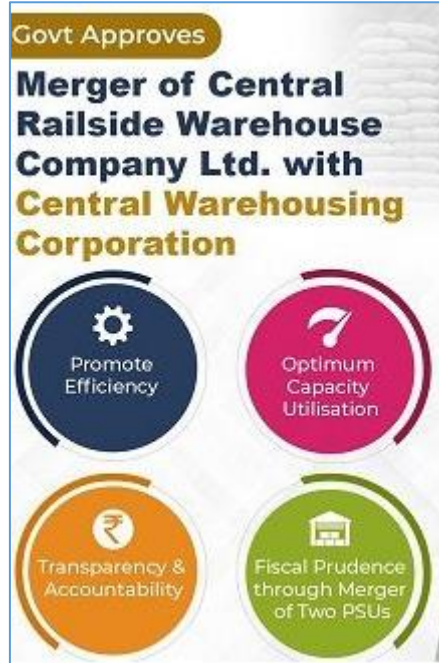 Govt Approves
Merger of Central
Railside Warehouse
Company Ltd. with
Central Warehousing
Corporation
Promote
Efficiency
Optimum
Capacity
Utilisation
₹
Transparency &
Accountability
Fiscal Prudence
through Merger
of Two PSUs